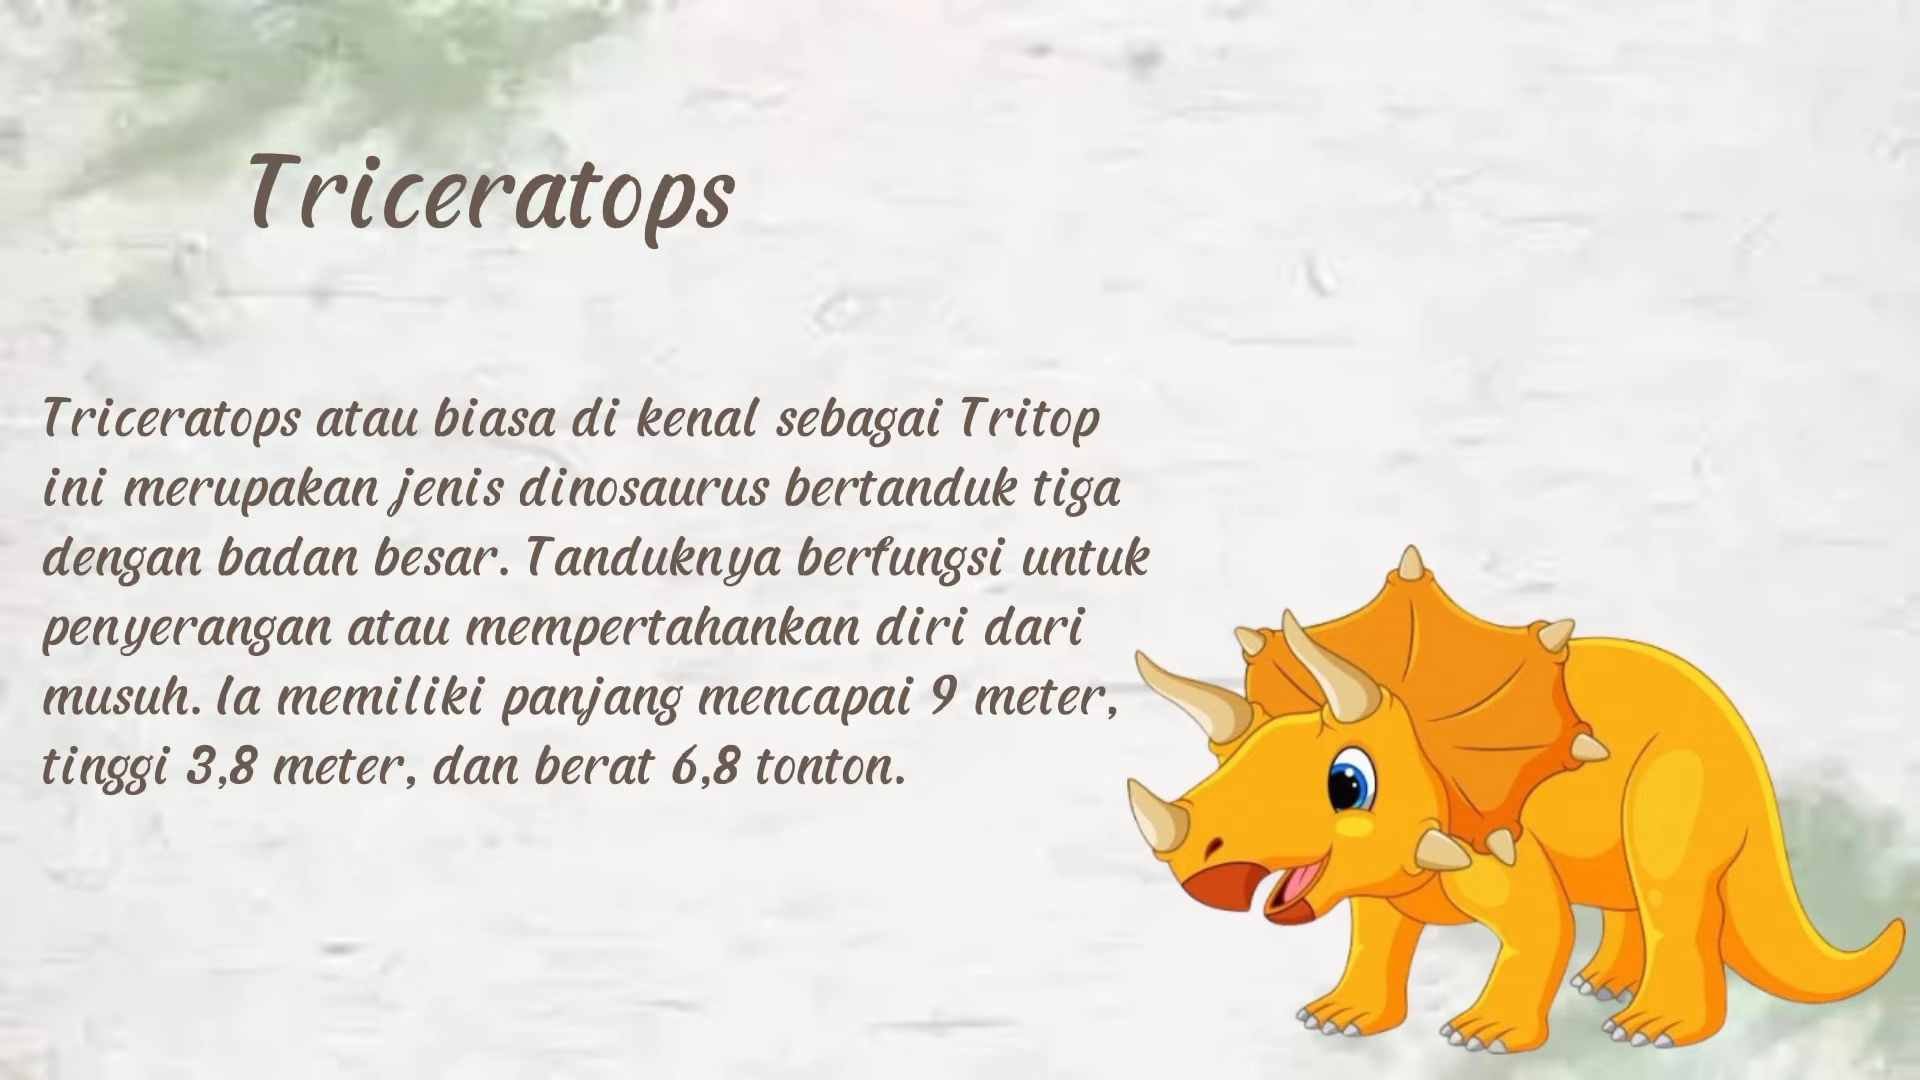 Triceratops
Triceratops atau biasa di kenal sebagai Tritop
ini merupakan jenis dinosaurus bertanduk tiga
dengan badan besar. Tanduknya berfungsi untuk
penyerangan atau mempertahankan diri dari
musuh. Ia memiliki panjang mencapai 9 meter,
tinggi 3,8 meter, dan berat 6,8 tonton.